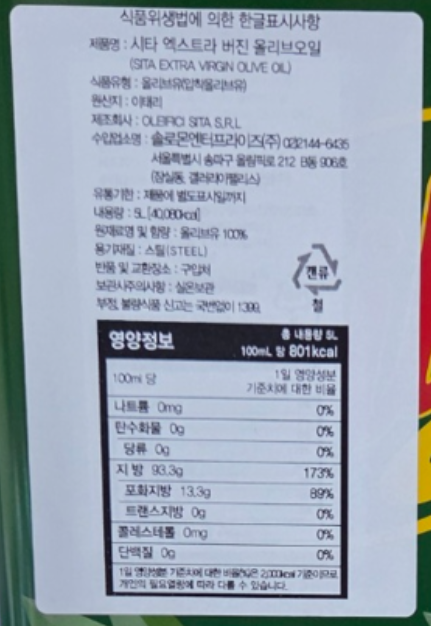 식품위생법에 의한 한글표시사항
제품명 : 시타 엑스트라 버진 올리브오일
(SITA EXTRA VIRGIN OLIVE OIL)
식품유형 : 올리브유(압착올리브유)
원산지 : 이태리
제조회사 : OLEIFICI SITA S.R.L
수입업소명 : 솔로몬엔터프라이즈(주) 02)2144-6435
서울특별시 송파구 올림픽로 212 B동 906호
(잠실동, 갤러리아팰리스)
유통기한 : 제품에 별도표시일까지
내용량 : 5L [40,080kcal]
원재료명 및 함량 : 올리브유 100%
용기재질 : 스틸(STEEL)
반품 및 교환장소 : 구입처
보관시주의사항 : 실온보관
부정, 불량식품 신고는 국번없이 1399,
캔류
철
영양정보
총 내용량 5L
100mL 당 801kcal
100ml 당
1일 영양성분
기준치에 대한 비율
나트륨 0mg 0%
탄수화물 0g 0%
당류 0g 0%
지방 93.3g 173%
포화지방 13.3g 89%
트랜스지방 0g 0%
콜레스테롤 0mg 0%
단백질 0g 0%
1일 영양성분 기준치에 대한 비율(%)은 2,000kcal 기준이므로
개인의 필요열량에 따라 다를 수 있습니다.